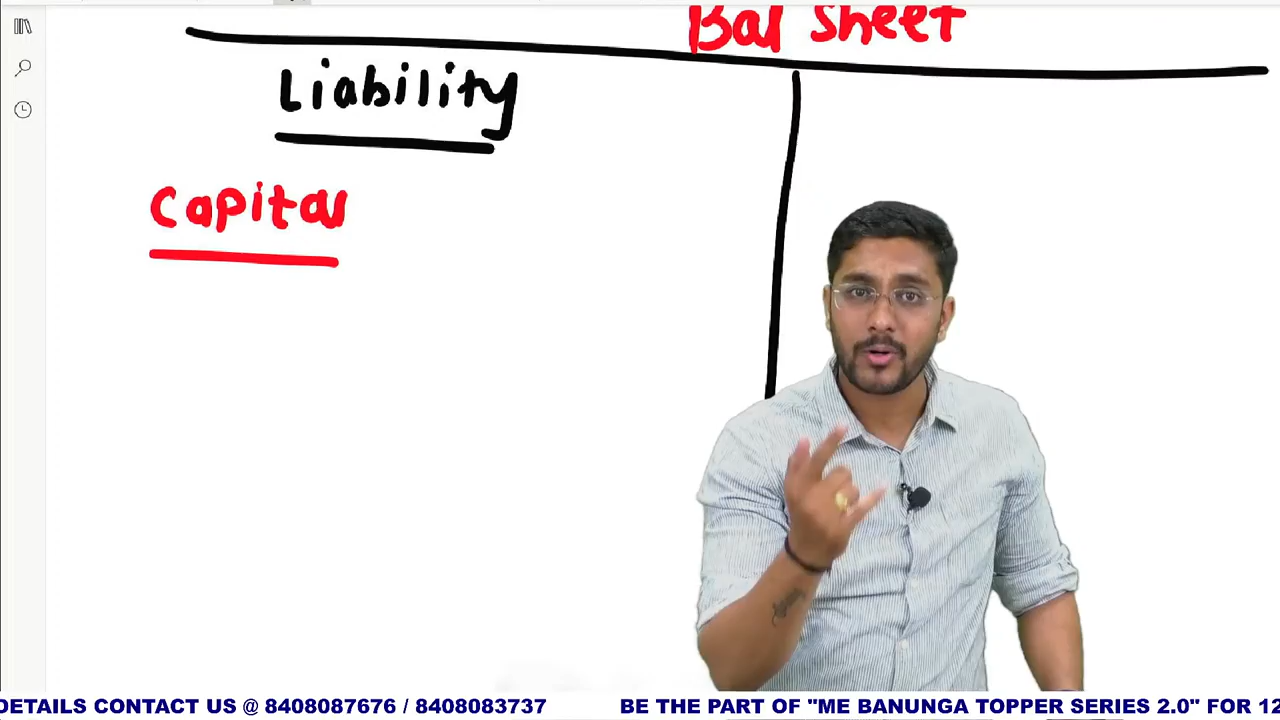 Bal Sheet
Liability
Capital
DETAILS CONTACT US @ 8408087676 / 8408083737 BE THE PART OF "ME BANUNGA TOPPER SERIES 2.0" FOR 12